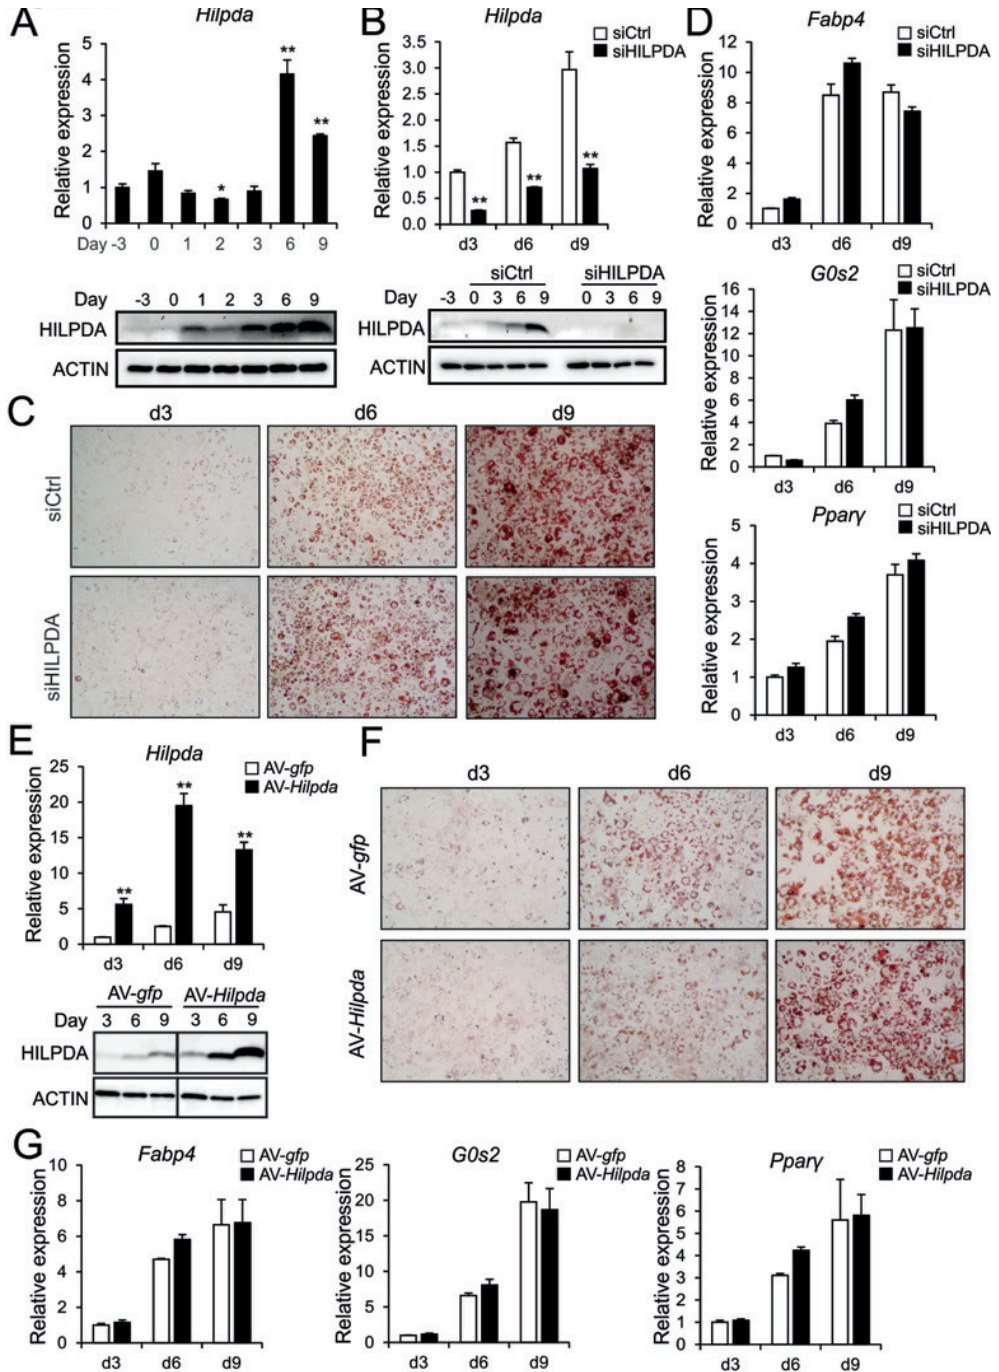 A
Hilpda
Relative expression
5
4
3
2
1
0
*
**
**
Day -3 0 1 2 3 6 9
Day -3 0 1 2 3 6 9
HILPDA
ACTIN
B
Hilpda
siCtrl
siHILPDA
Relative expression
3.5
3.0
2.5
2.0
1.5
1.0
0.5
0.0
**
**
**
d3 d6 d9
siCtrl siHILPDA
Day -3 0 3 6 9 0 3 6 9
HILPDA
ACTIN
C
d3 d6 d9
siCtrl
siHILPDA
D
Fabp4
siCtrl
siHILPDA
Relative expression
12
10
8
6
4
2
0
d3 d6 d9
G0s2
siCtrl
siHILPDA
Relative expression
16
14
12
10
8
6
4
2
0
d3 d6 d9
Pparγ
siCtrl
siHILPDA
Relative expression
5
4
3
2
1
0
d3 d6 d9
E
Hilpda
AV-gfp
AV-Hilpda
Relative expression
25
20
15
10
5
0
**
**
**
d3 d6 d9
AV-gfp AV-Hilpda
Day 3 6 9 3 6 9
HILPDA
ACTIN
F
d3 d6 d9
AV-gfp
AV-Hilpda
G
Fabp4
AV-gfp
AV-Hilpda
Relative expression
10
8
6
4
2
0
d3 d6 d9
G0s2
AV-gfp
AV-Hilpda
Relative expression
25
20
15
10
5
0
d3 d6 d9
Pparγ
AV-gfp
AV-Hilpda
Relative expression
8
7
6
5
4
3
2
1
0
d3 d6 d9